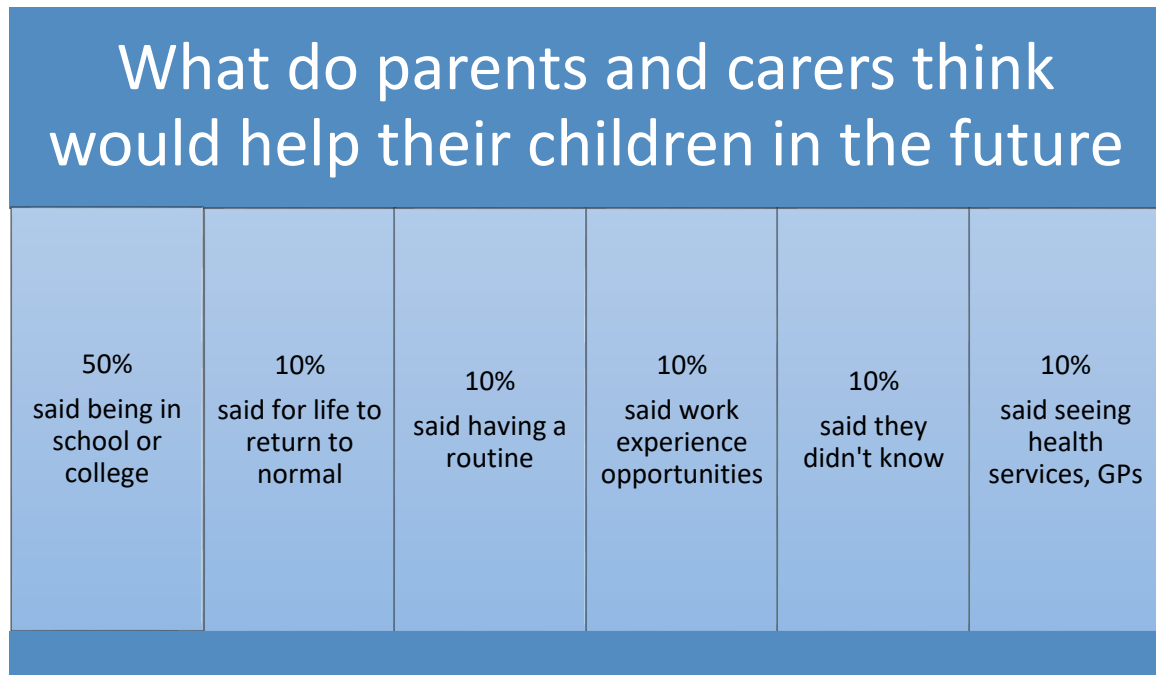 What do parents and carers think
would help their children in the future
50%
said being in
school or
college
10%
said for life to
return to
normal
10%
said having a
routine
10%
said work
experience
opportunities
10%
said they
didn't know
10%
said seeing
health
services, GPs